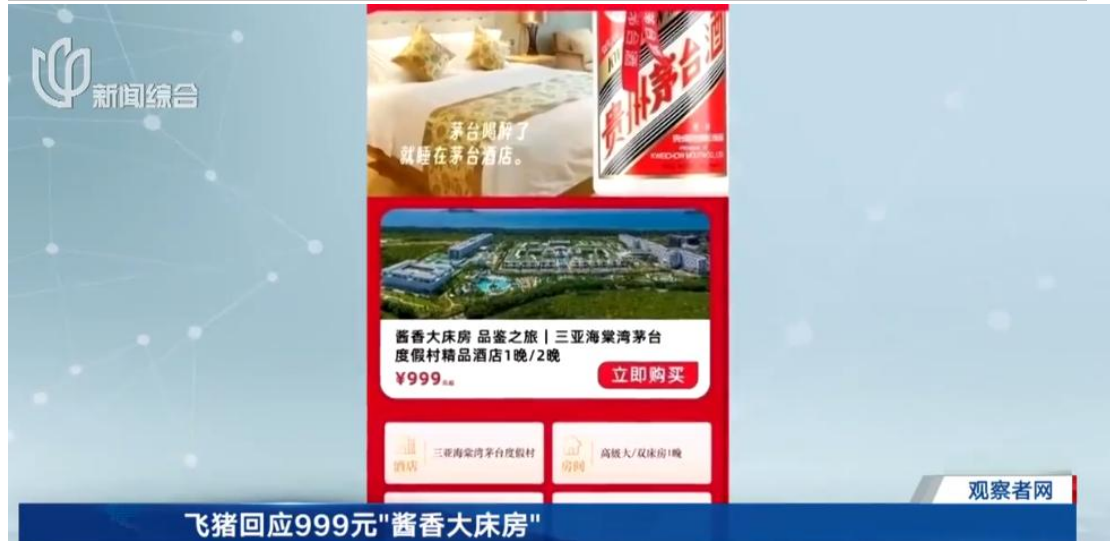 新闻综合
茅台喝醉了
就睡在茅台酒店。
贵州茅台酒
酱香大床房 品鉴之旅 | 三亚海棠湾茅台
度假村精品酒店1晚/2晚
¥999
立即购买
酒店
三亚海棠湾茅台度假村
房间
高级大/双床房1晚
观察者网
飞猪回应999元"酱香大床房"